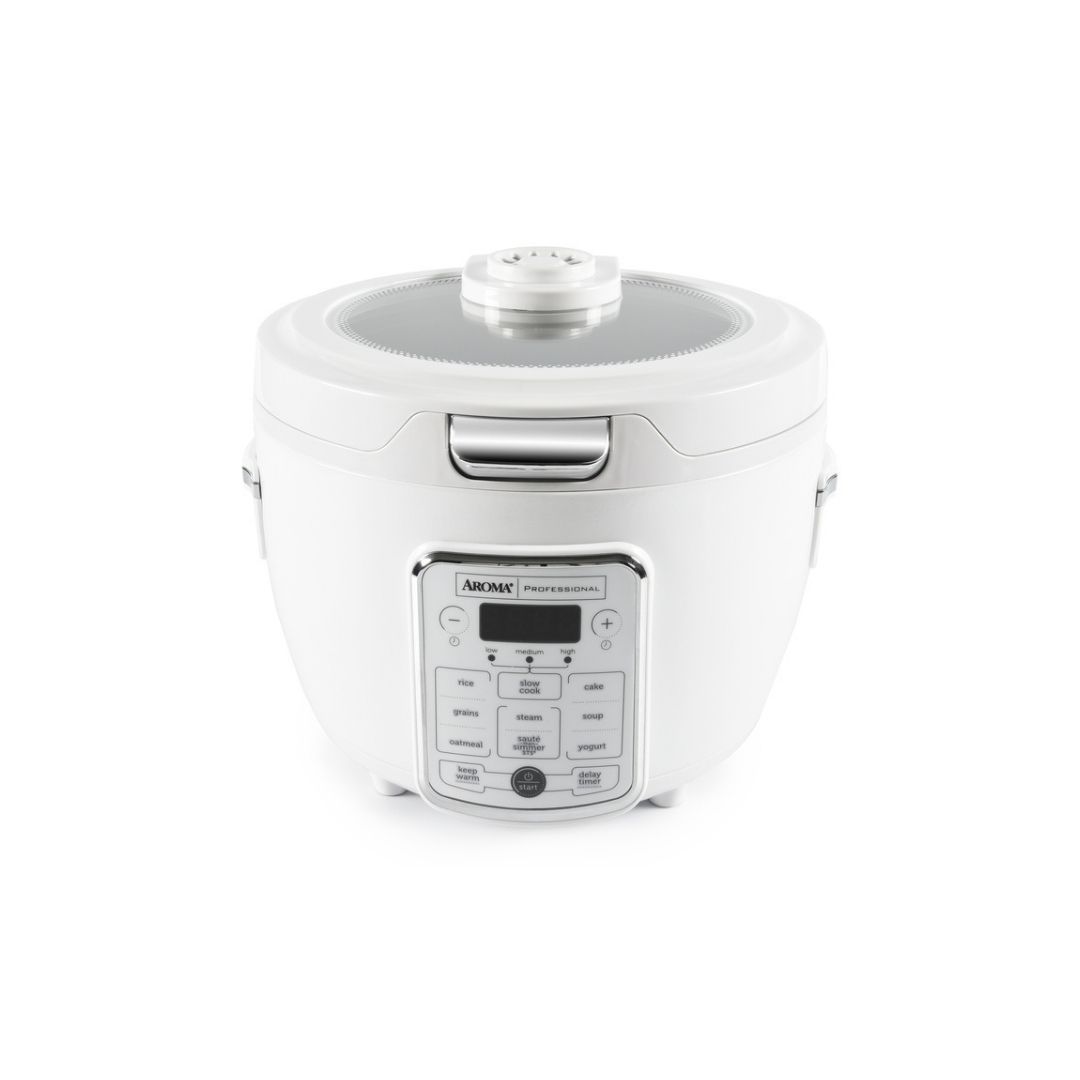 AROMA® PROFESSIONAL
− +
low medium high
rice
slow
cook
cake
grains
steam
soup
oatmeal
sauté
simmer
STS®
yogurt
keep
warm
start
delay
timer